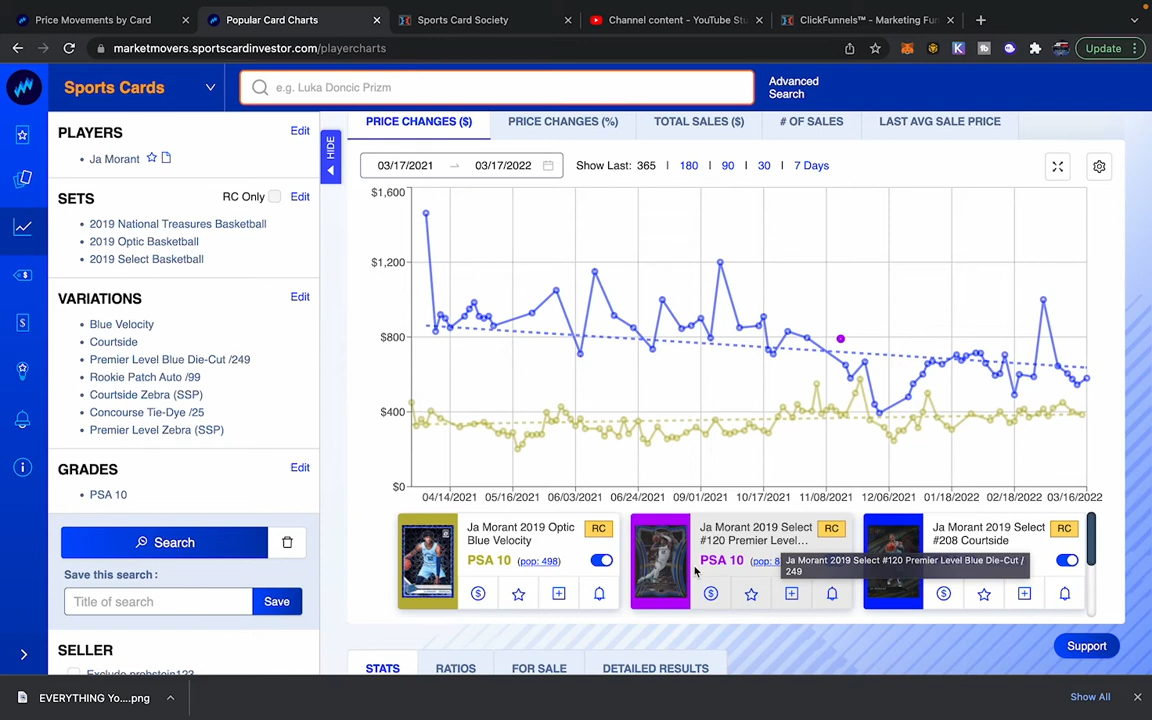 Price Movements by Card
Popular Card Charts
Sports Card Society
Channel content - YouTube Stu
ClickFunnels™ - Marketing Fun
marketmovers.sportscardinvestor.com/playercharts
Update
Sports Cards
e.g. Luka Doncic Prizm
Advanced
Search
PLAYERS
Edit
Ja Morant
SETS
RC Only
Edit
2019 National Treasures Basketball
2019 Optic Basketball
2019 Select Basketball
VARIATIONS
Edit
Blue Velocity
Courtside
Premier Level Blue Die-Cut /249
Rookie Patch Auto /99
Courtside Zebra (SSP)
Concourse Tie-Dye /25
Premier Level Zebra (SSP)
GRADES
Edit
PSA 10
Search
Save this search:
Title of search
Save
SELLER
HIDE
PRICE CHANGES ($)
PRICE CHANGES (%)
TOTAL SALES ($)
# OF SALES
LAST AVG SALE PRICE
03/17/2021
03/17/2022
Show Last: 365 | 180 | 90 | 30 | 7 Days
$1,600
$1,200
$800
$400
$0
04/14/2021 05/16/2021 06/03/2021 06/24/2021 09/01/2021 10/17/2021 11/08/2021 12/06/2021 01/18/2022 02/18/2022 03/16/2022
Ja Morant 2019 Optic
Blue Velocity
RC
PSA 10 (pop: 498)
Ja Morant 2019 Select
#120 Premier Level...
RC
PSA 10 (pop: 8
Ja Morant 2019 Select #120 Premier Level Blue Die-Cut /
249
Ja Morant 2019 Select
#208 Courtside
RC
Support
STATS
RATIOS
FOR SALE
DETAILED RESULTS
EVERYTHING Yo....png
Show All